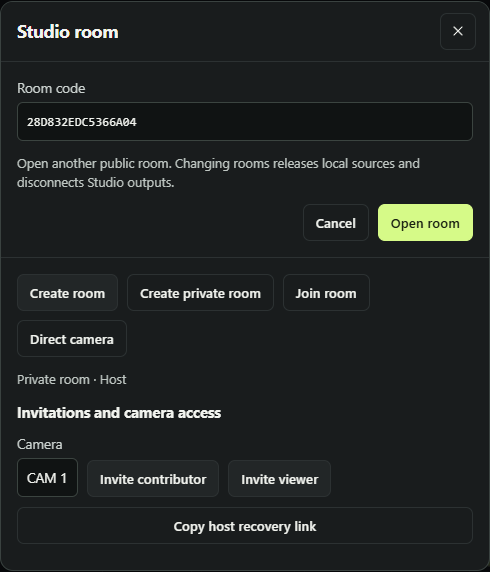 Studio room
Room code
28D832EDC5366A04
Open another public room. Changing rooms releases local sources and
disconnects Studio outputs.
Cancel
Open room
Create room
Create private room
Join room
Direct camera
Private room · Host
Invitations and camera access
Camera
CAM 1
Invite contributor
Invite viewer
Copy host recovery link